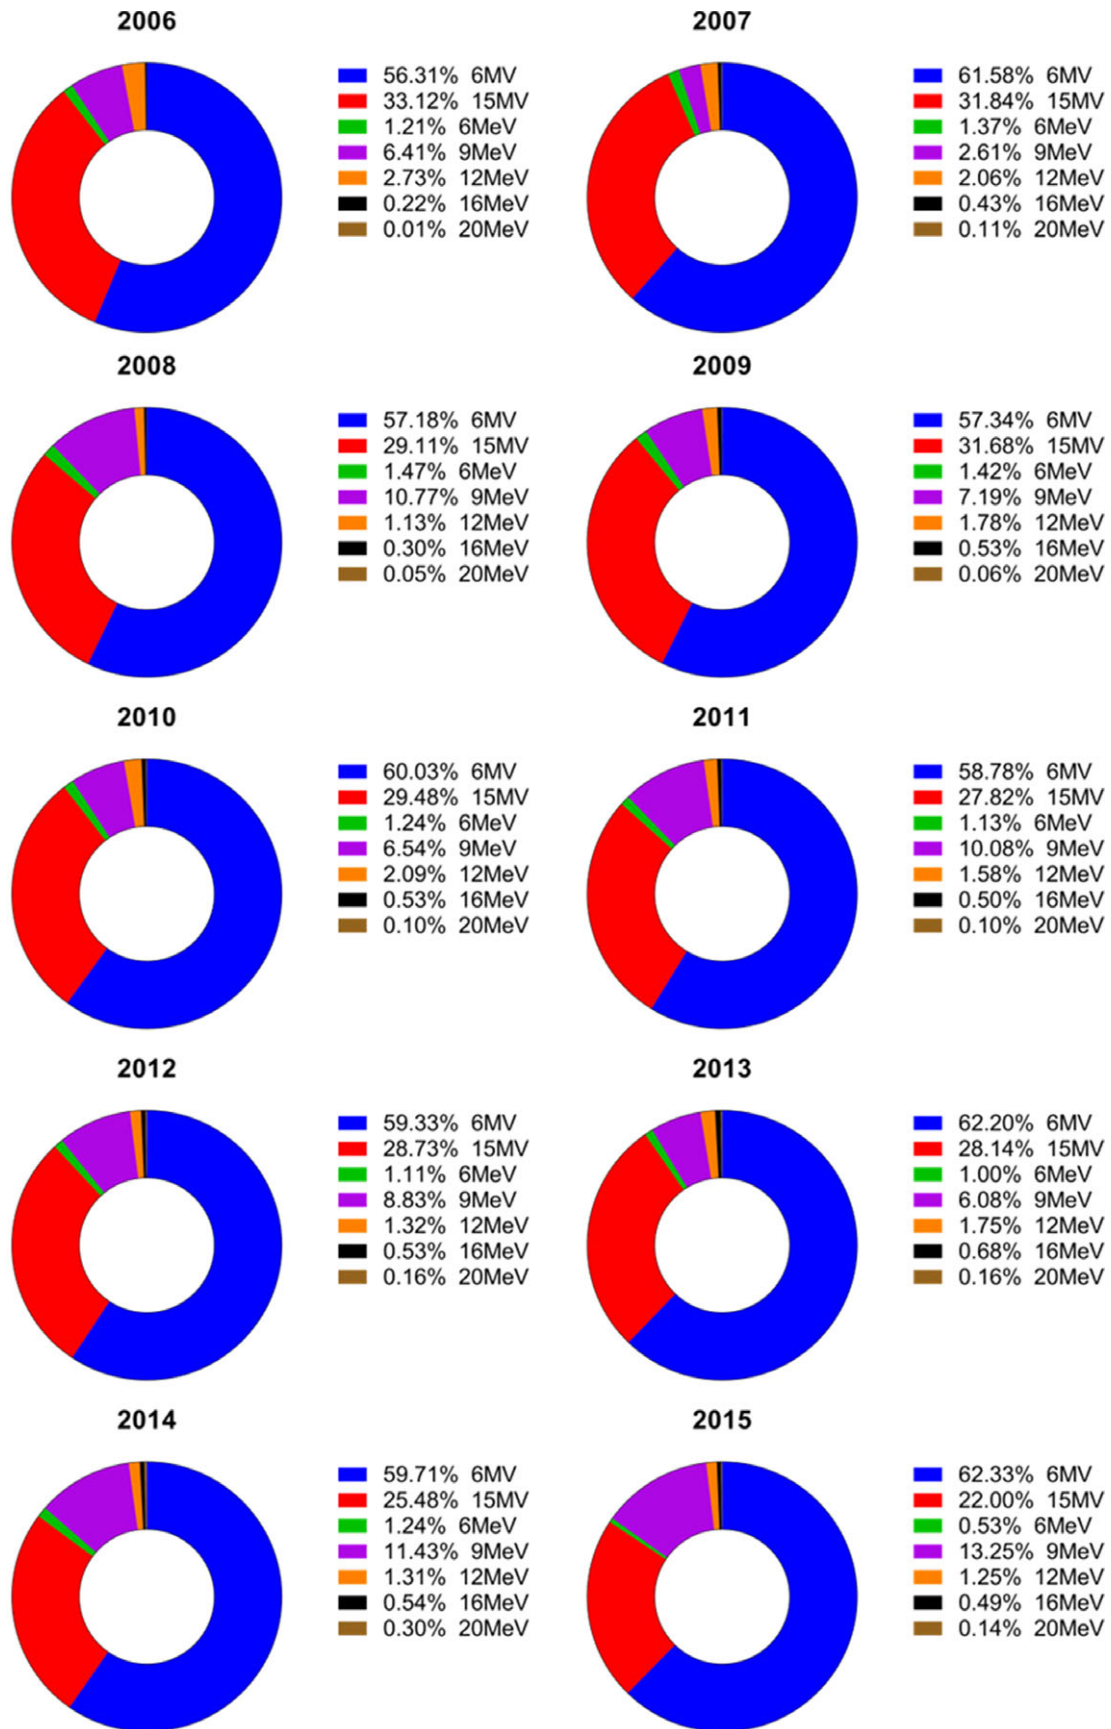 2006
56.31% 6MV
33.12% 15MV
1.21% 6MeV
6.41% 9MeV
2.73% 12MeV
0.22% 16MeV
0.01% 20MeV
2007
61.58% 6MV
31.84% 15MV
1.37% 6MeV
2.61% 9MeV
2.06% 12MeV
0.43% 16MeV
0.11% 20MeV
2008
57.18% 6MV
29.11% 15MV
1.47% 6MeV
10.77% 9MeV
1.13% 12MeV
0.30% 16MeV
0.05% 20MeV
2009
57.34% 6MV
31.68% 15MV
1.42% 6MeV
7.19% 9MeV
1.78% 12MeV
0.53% 16MeV
0.06% 20MeV
2010
60.03% 6MV
29.48% 15MV
1.24% 6MeV
6.54% 9MeV
2.09% 12MeV
0.53% 16MeV
0.10% 20MeV
2011
58.78% 6MV
27.82% 15MV
1.13% 6MeV
10.08% 9MeV
1.58% 12MeV
0.50% 16MeV
0.10% 20MeV
2012
59.33% 6MV
28.73% 15MV
1.11% 6MeV
8.83% 9MeV
1.32% 12MeV
0.53% 16MeV
0.16% 20MeV
2013
62.20% 6MV
28.14% 15MV
1.00% 6MeV
6.08% 9MeV
1.75% 12MeV
0.68% 16MeV
0.16% 20MeV
2014
59.71% 6MV
25.48% 15MV
1.24% 6MeV
11.43% 9MeV
1.31% 12MeV
0.54% 16MeV
0.30% 20MeV
2015
62.33% 6MV
22.00% 15MV
0.53% 6MeV
13.25% 9MeV
1.25% 12MeV
0.49% 16MeV
0.14% 20MeV